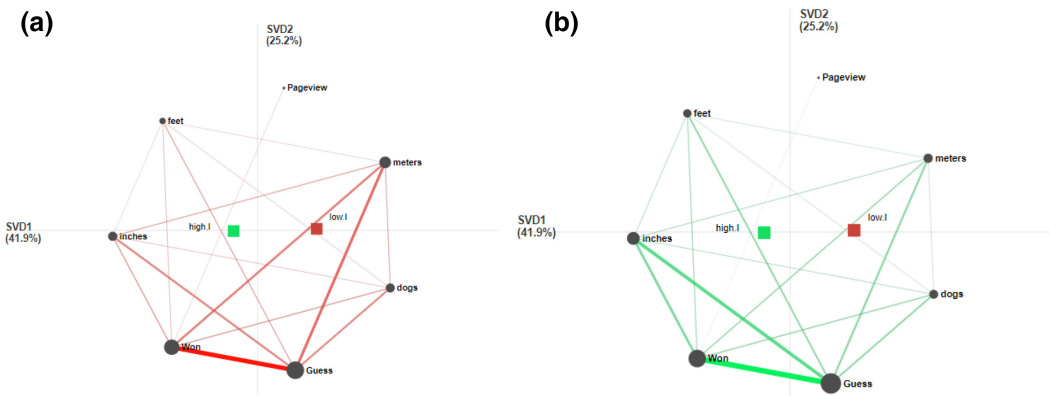 (a)
SVD2
(25.2%)
Pageview
feet
meters
low.I
high.I
SVD1
(41.9%)
inches
dogs
Won
Guess
(b)
SVD2
(25.2%)
Pageview
feet
meters
low.I
high.I
SVD1
(41.9%)
inches
dogs
Won
Guess